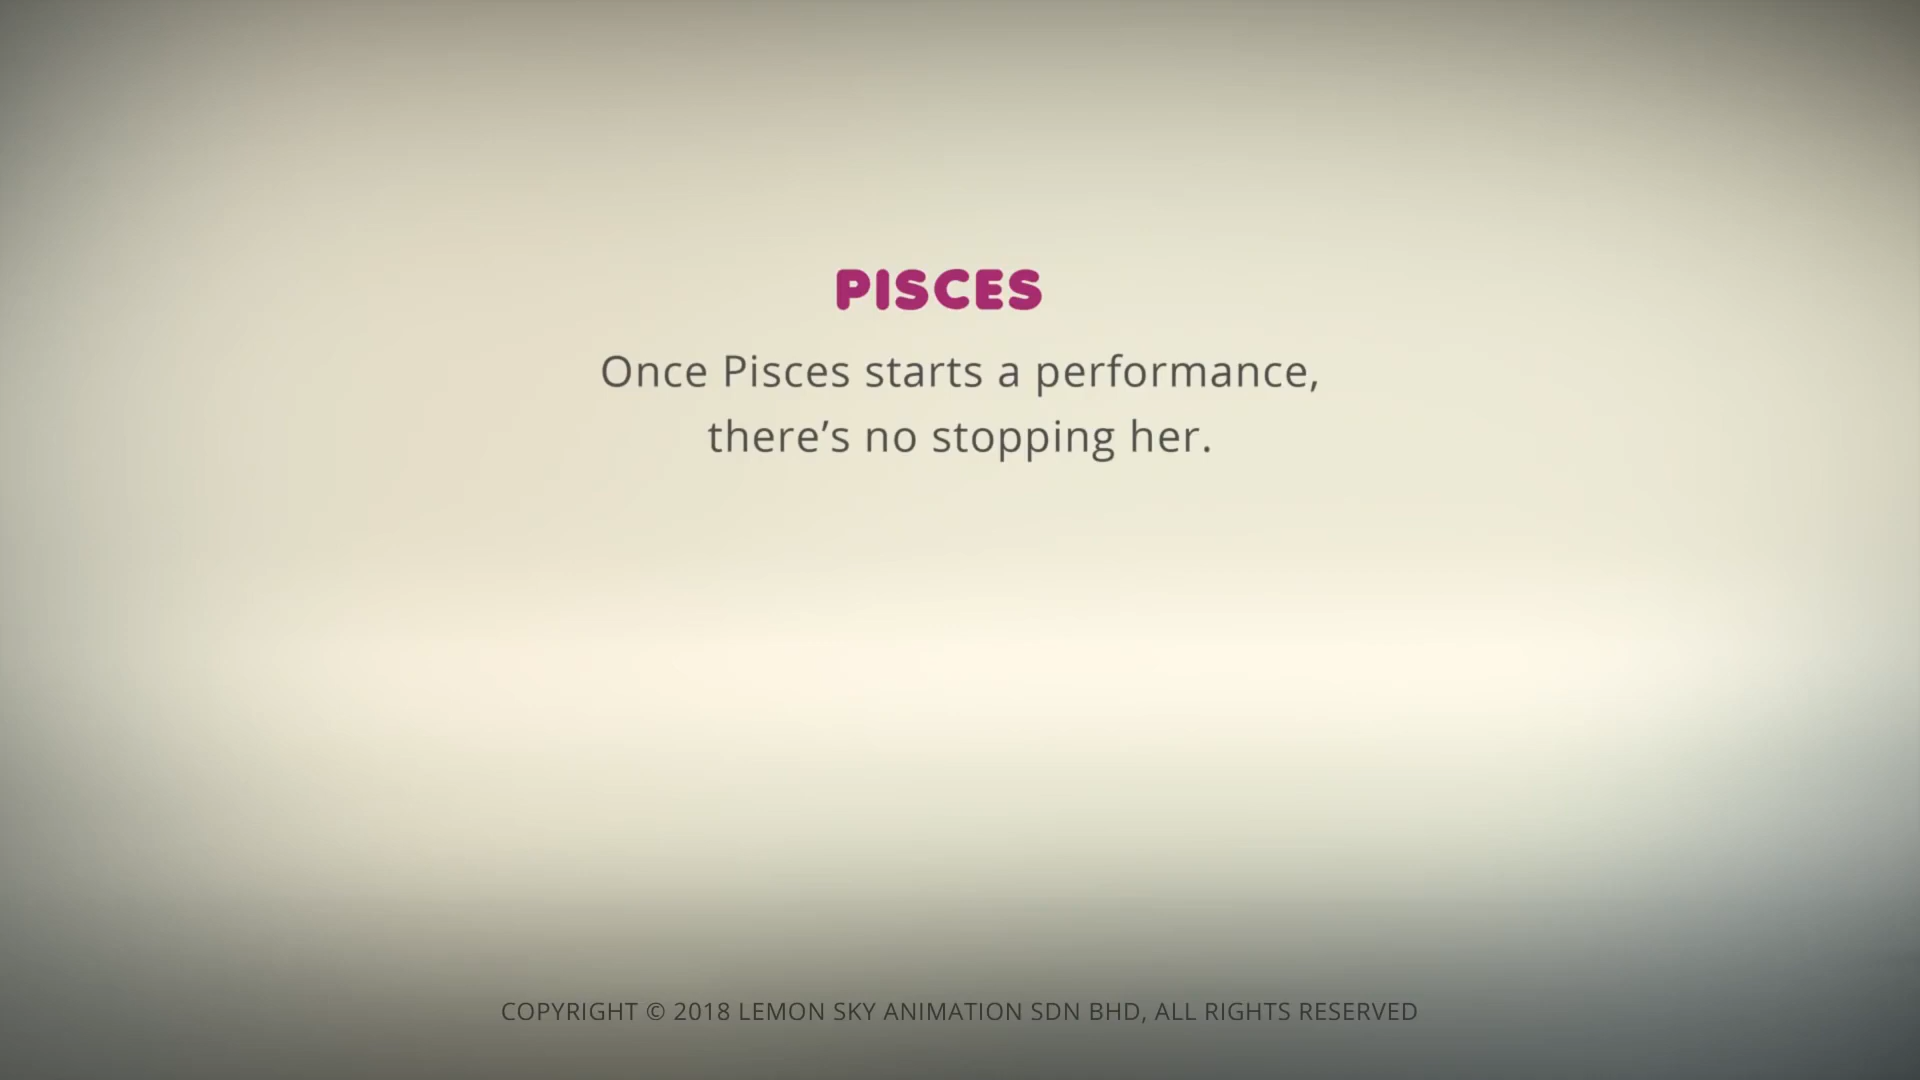 PISCES
Once Pisces starts a performance,
there’s no stopping her.
COPYRIGHT © 2018 LEMON SKY ANIMATION SDN BHD, ALL RIGHTS RESERVED